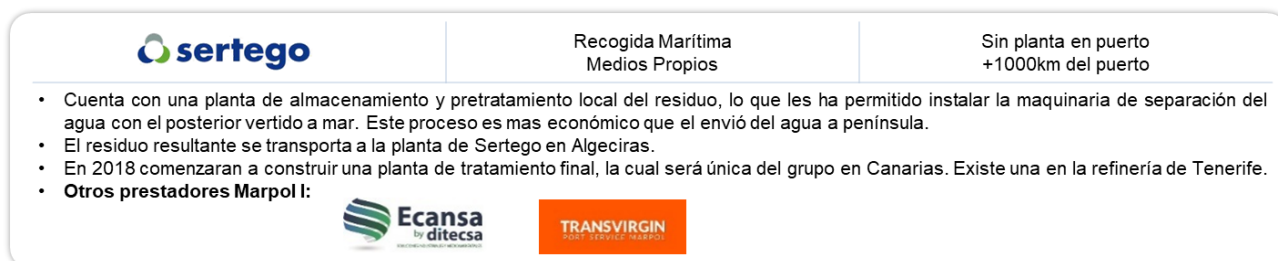 sertego
Recogida Marítima
Medios Propios
Sin planta en puerto
+1000km del puerto
• Cuenta con una planta de almacenamiento y pretratamiento local del residuo, lo que les ha permitido instalar la maquinaria de separación del
agua con el posterior vertido a mar. Este proceso es mas económico que el envió del agua a península.
• El residuo resultante se transporta a la planta de Sertego en Algeciras.
• En 2018 comenzaran a construir una planta de tratamiento final, la cual será única del grupo en Canarias. Existe una en la refinería de Tenerife.
• Otros prestadores Marpol I:
Ecansa
by ditecsa
TRANSVIRGIN
PORT SERVICE MARPOL